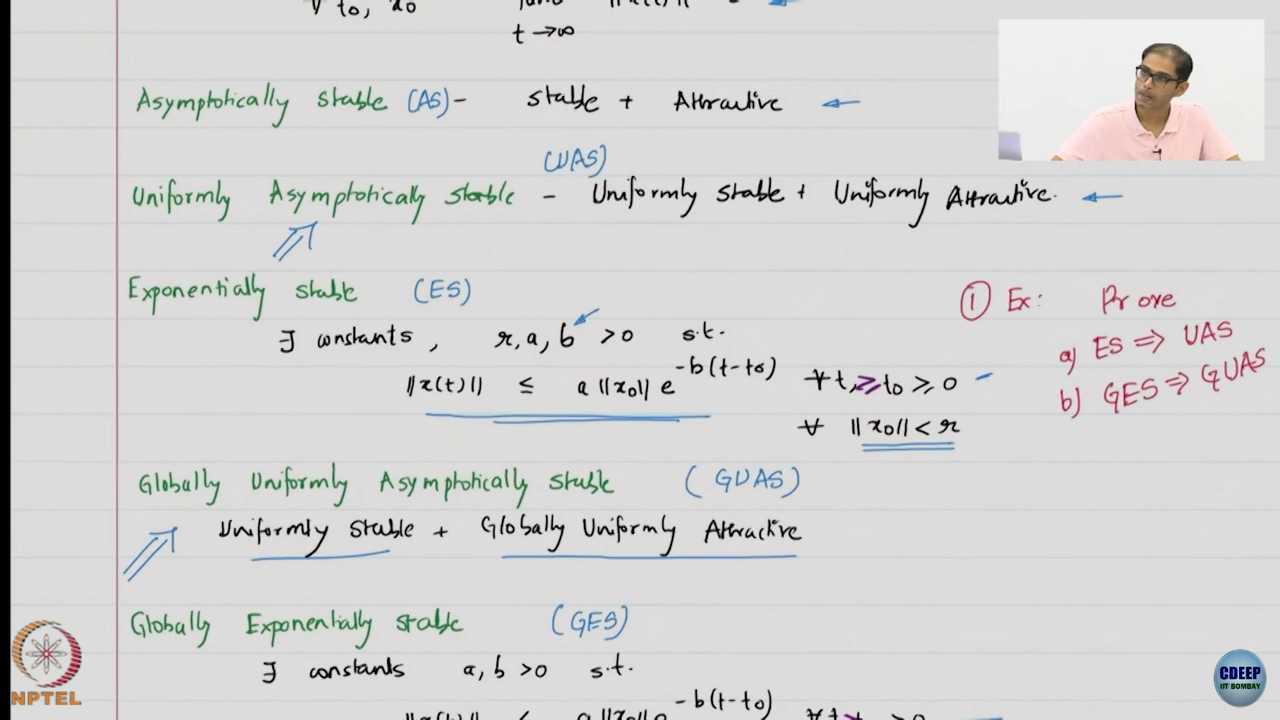 ∀ t₀, x₀
t → ∞
Asymptotically Stable (AS) - Stable + Attractive
(UAS)
Uniformly Asymptotically Stable - Uniformly Stable + Uniformly Attractive.
Exponentially Stable (ES)
∃ constants, r, a, b > 0 s.t.
||x(t)|| ≤ a ||x₀|| e^{-b(t-t₀)} ∀ t ≥ t₀ ≥ 0
∀ ||x₀|| < r
① Ex: Prove
a) ES ⇒ UAS
b) GES ⇒ GUAS
Globally Uniformly Asymptotically Stable (GUAS)
Uniformly Stable + Globally Uniformly Attractive
Globally Exponentially Stable (GES)
∃ constants a, b > 0 s.t.
-b(t-t₀)
NPTEL
CDEEP
IIT BOMBAY